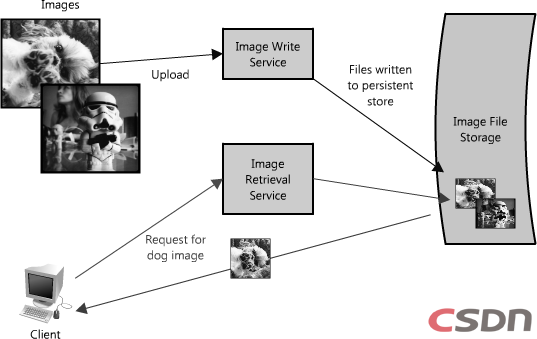 Images
Upload
Image Write
Service
Files written
to persistent
store
Image File
Storage
Image
Retrieval
Service
Request for
dog image
Client
CSDN